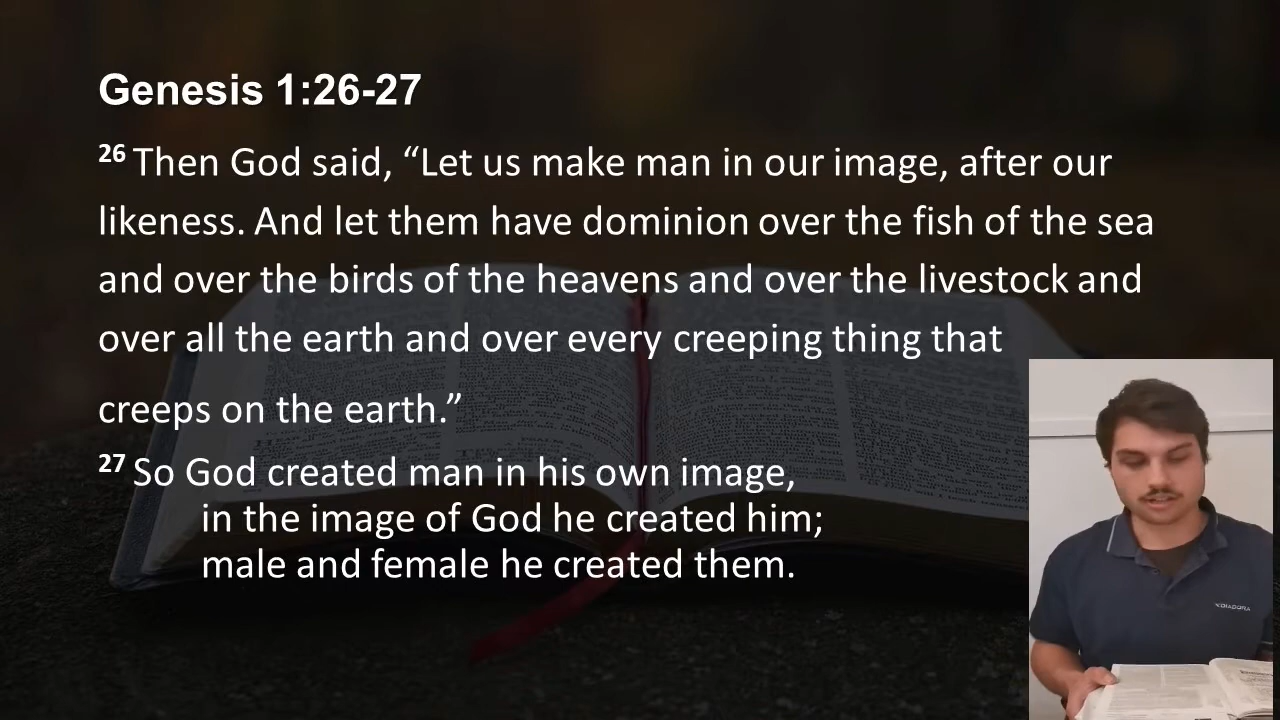 Genesis 1:26-27
26 Then God said, “Let us make man in our image, after our
likeness. And let them have dominion over the fish of the sea
and over the birds of the heavens and over the livestock and
over all the earth and over every creeping thing that
creeps on the earth.”
27 So God created man in his own image,
in the image of God he created him;
male and female he created them.
DIADORA